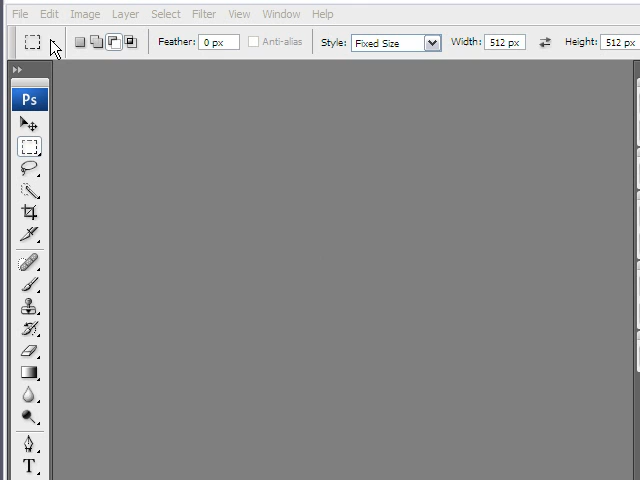 File Edit Image Layer Select Filter View Window Help
Feather: 0 px Anti-alias Style: Fixed Size Width: 512 px Height: 512 px
Ps
T